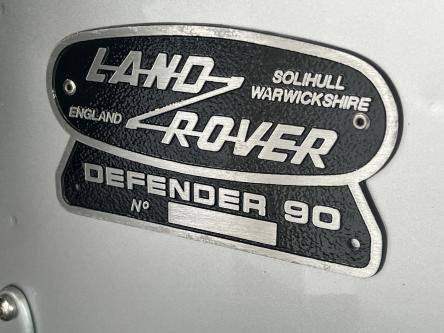 LAND
ROVER
SOLIHULL
WARWICKSHIRE
ENGLAND
DEFENDER 90
Nº